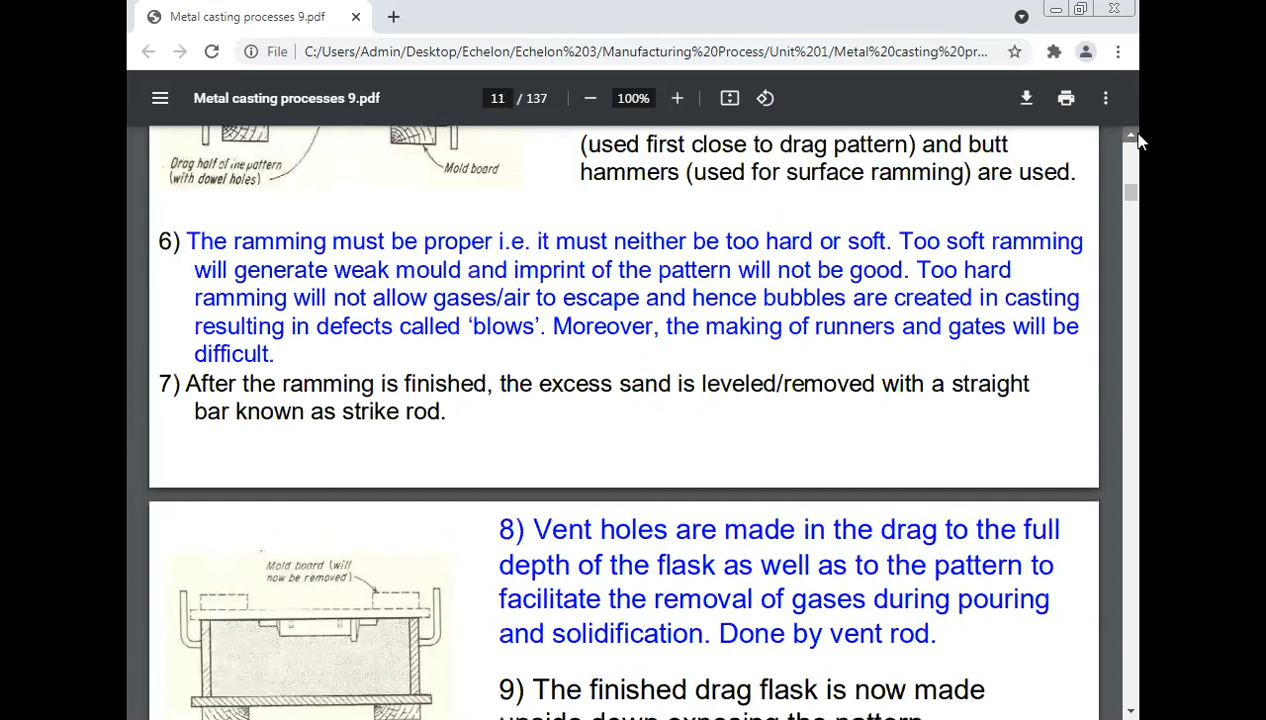 Metal casting processes 9.pdf
File
C:/Users/Admin/Desktop/Echelon/Echelon%203/Manufacturing%20Process/Unit%201/Metal%20casting%20pr...
Metal casting processes 9.pdf
11 / 137
100%
Drag half of the pattern
(with dowel holes)
Mold board
(used first close to drag pattern) and butt
hammers (used for surface ramming) are used.
6) The ramming must be proper i.e. it must neither be too hard or soft. Too soft ramming
will generate weak mould and imprint of the pattern will not be good. Too hard
ramming will not allow gases/air to escape and hence bubbles are created in casting
resulting in defects called ‘blows’. Moreover, the making of runners and gates will be
difficult.
7) After the ramming is finished, the excess sand is leveled/removed with a straight
bar known as strike rod.
Mold board (will
now be removed)
8) Vent holes are made in the drag to the full
depth of the flask as well as to the pattern to
facilitate the removal of gases during pouring
and solidification. Done by vent rod.
9) The finished drag flask is now made
upside down exposing the pattern.